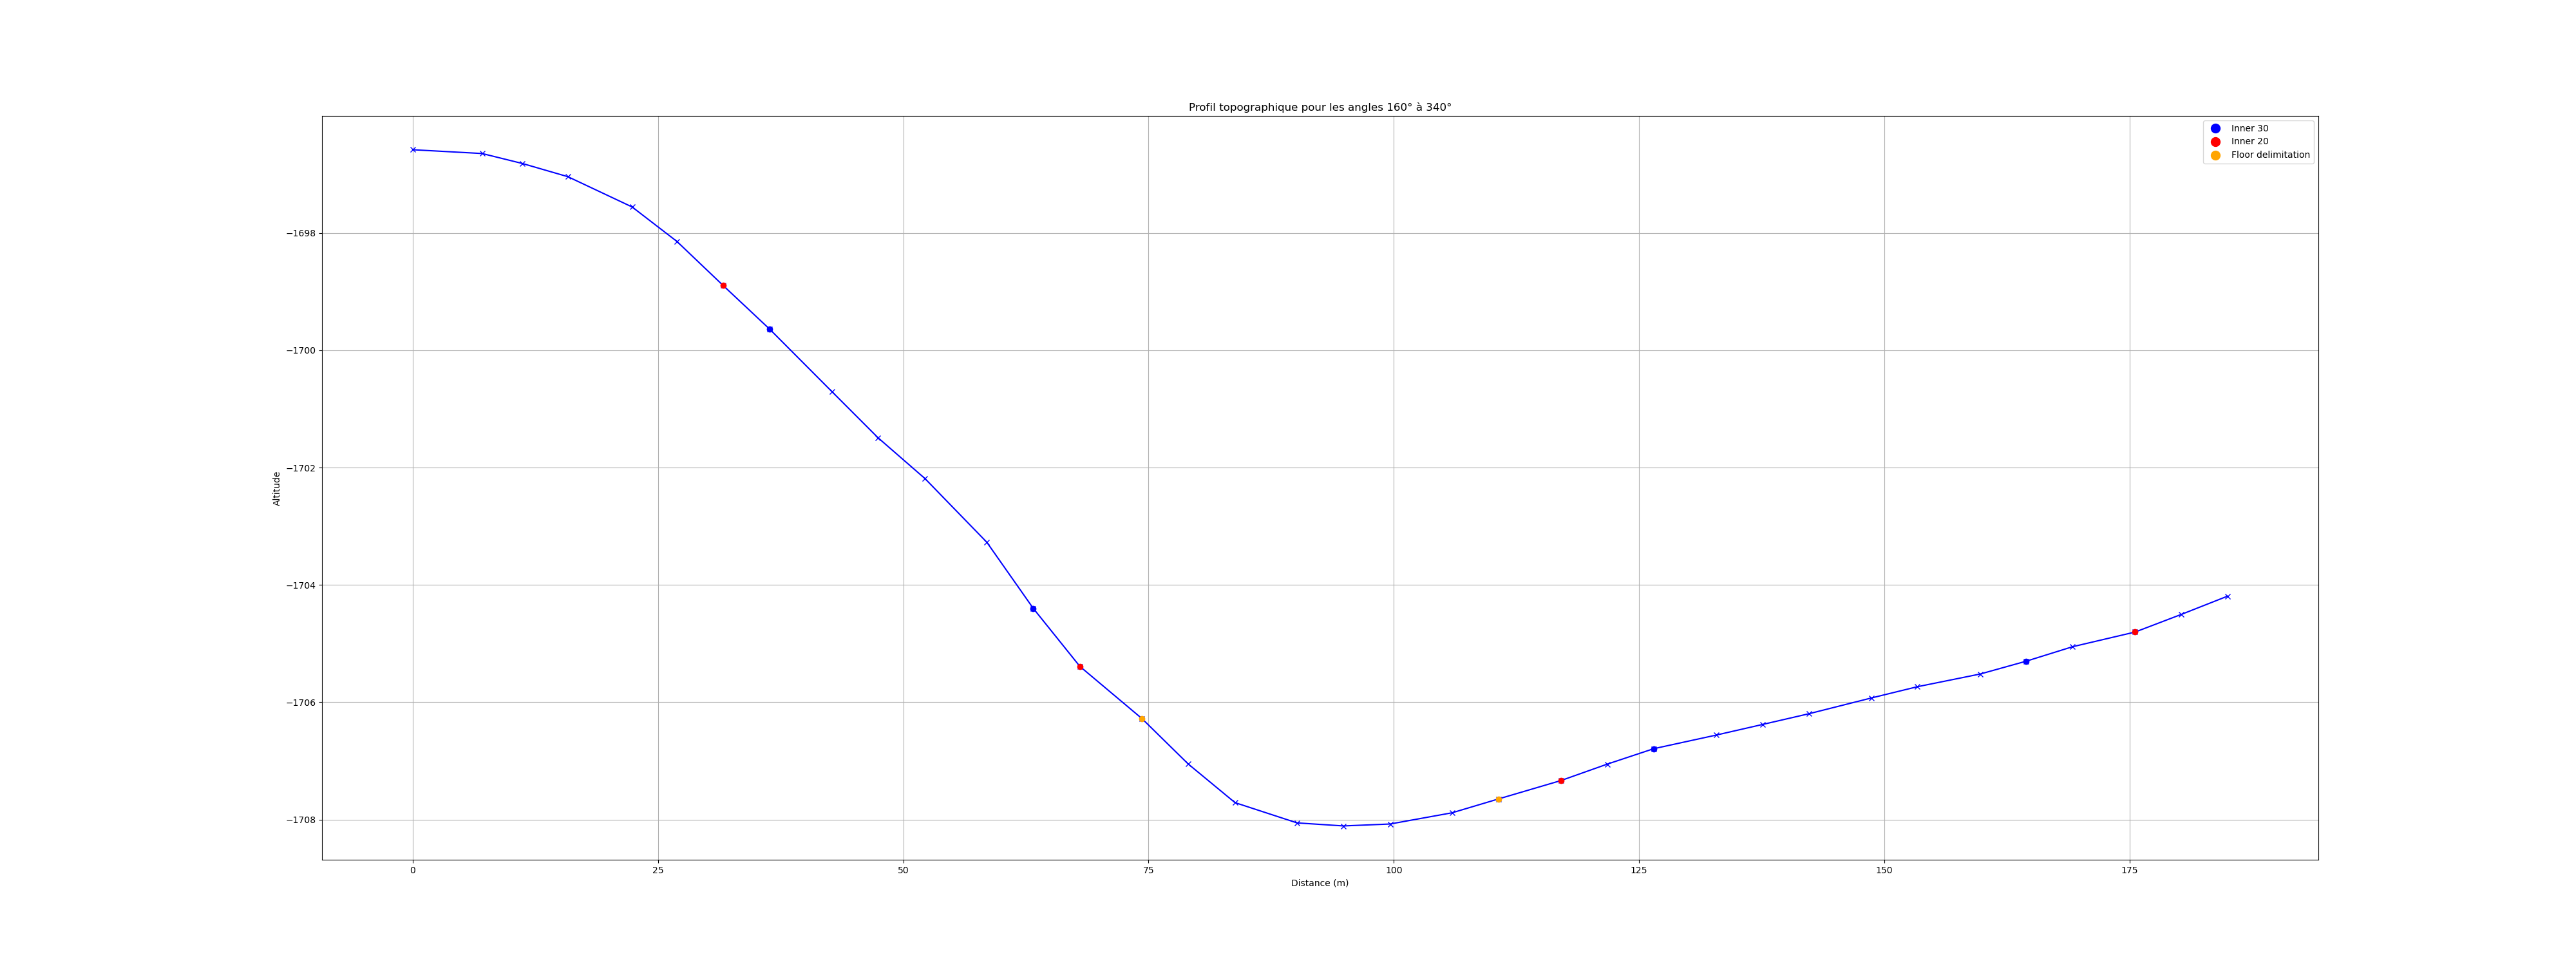 Profil topographique pour les angles 160° à 340°
Inner 30
Inner 20
Floor delimitation
Altitude
−1698
−1700
−1702
−1704
−1706
−1708
0 25 50 75 100 125 150 175
Distance (m)